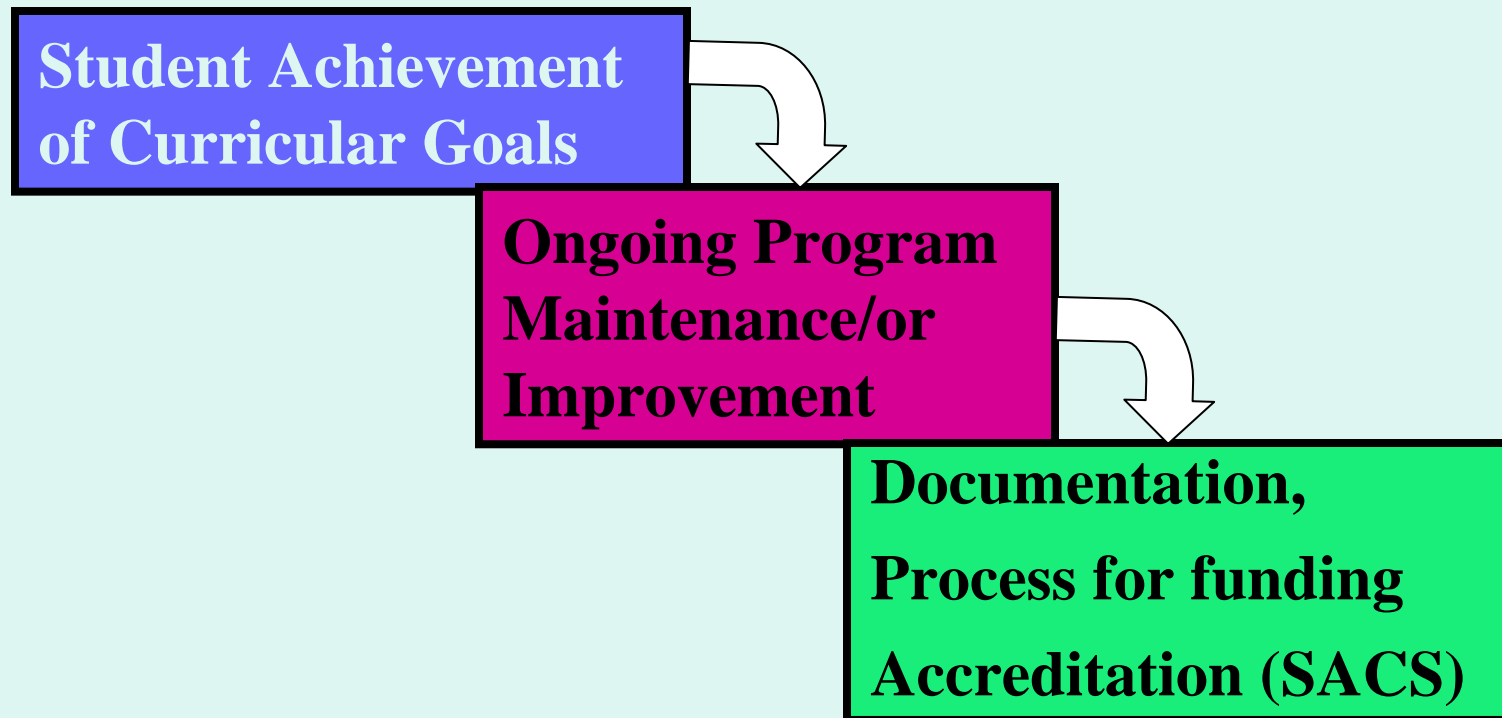 Student Achievement
of Curricular Goals
Ongoing Program
Maintenance/or
Improvement
Documentation,
Process for funding
Accreditation (SACS)